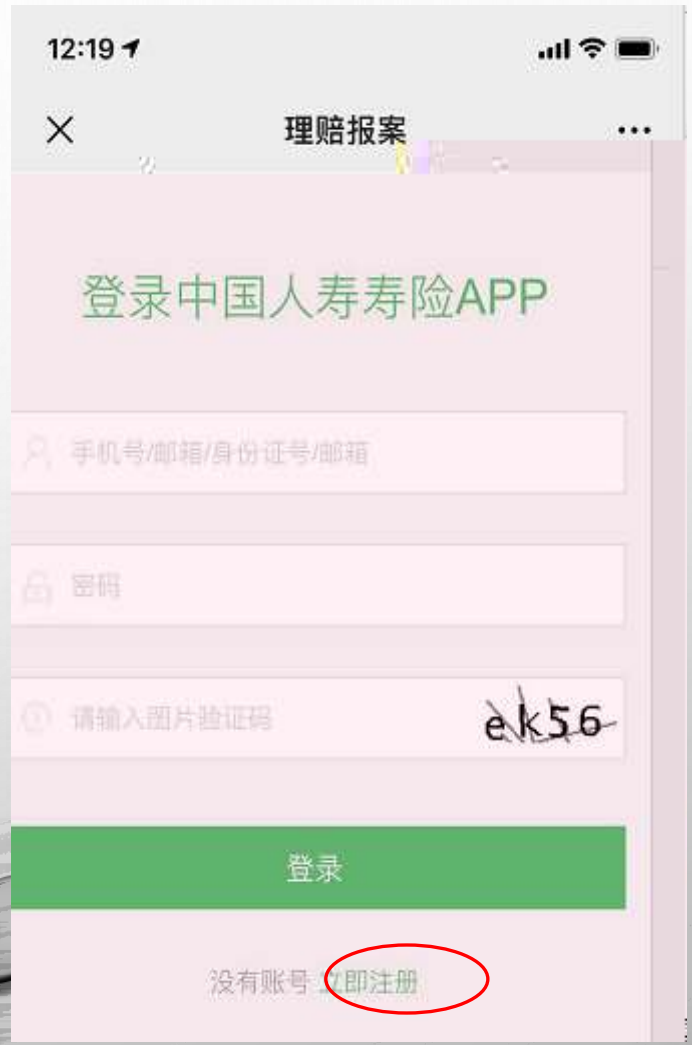 12:19
理赔报案
登录中国人寿寿险APP
手机号/邮箱/身份证号/邮箱
密码
请输入图片验证码
ek56
登录
没有账号 立即注册